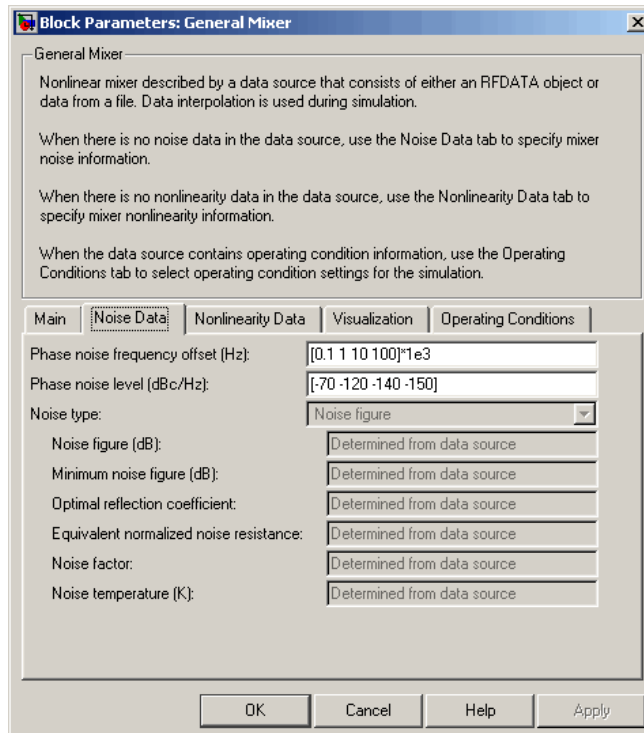 Block Parameters: General Mixer
General Mixer
Nonlinear mixer described by a data source that consists of either an RFDATA object or
data from a file. Data interpolation is used during simulation.
When there is no noise data in the data source, use the Noise Data tab to specify mixer
noise information.
When there is no nonlinearity data in the data source, use the Nonlinearity Data tab to
specify mixer nonlinearity information.
When the data source contains operating condition information, use the Operating
Conditions tab to select operating condition settings for the simulation.
Main Noise Data Nonlinearity Data Visualization Operating Conditions
Phase noise frequency offset (Hz): [0.1 1 10 100]*1e3
Phase noise level (dBc/Hz): [-70 -120 -140 -150]
Noise type: Noise figure
Noise figure (dB): Determined from data source
Minimum noise figure (dB): Determined from data source
Optimal reflection coefficient: Determined from data source
Equivalent normalized noise resistance: Determined from data source
Noise factor: Determined from data source
Noise temperature (K): Determined from data source
OK Cancel Help Apply